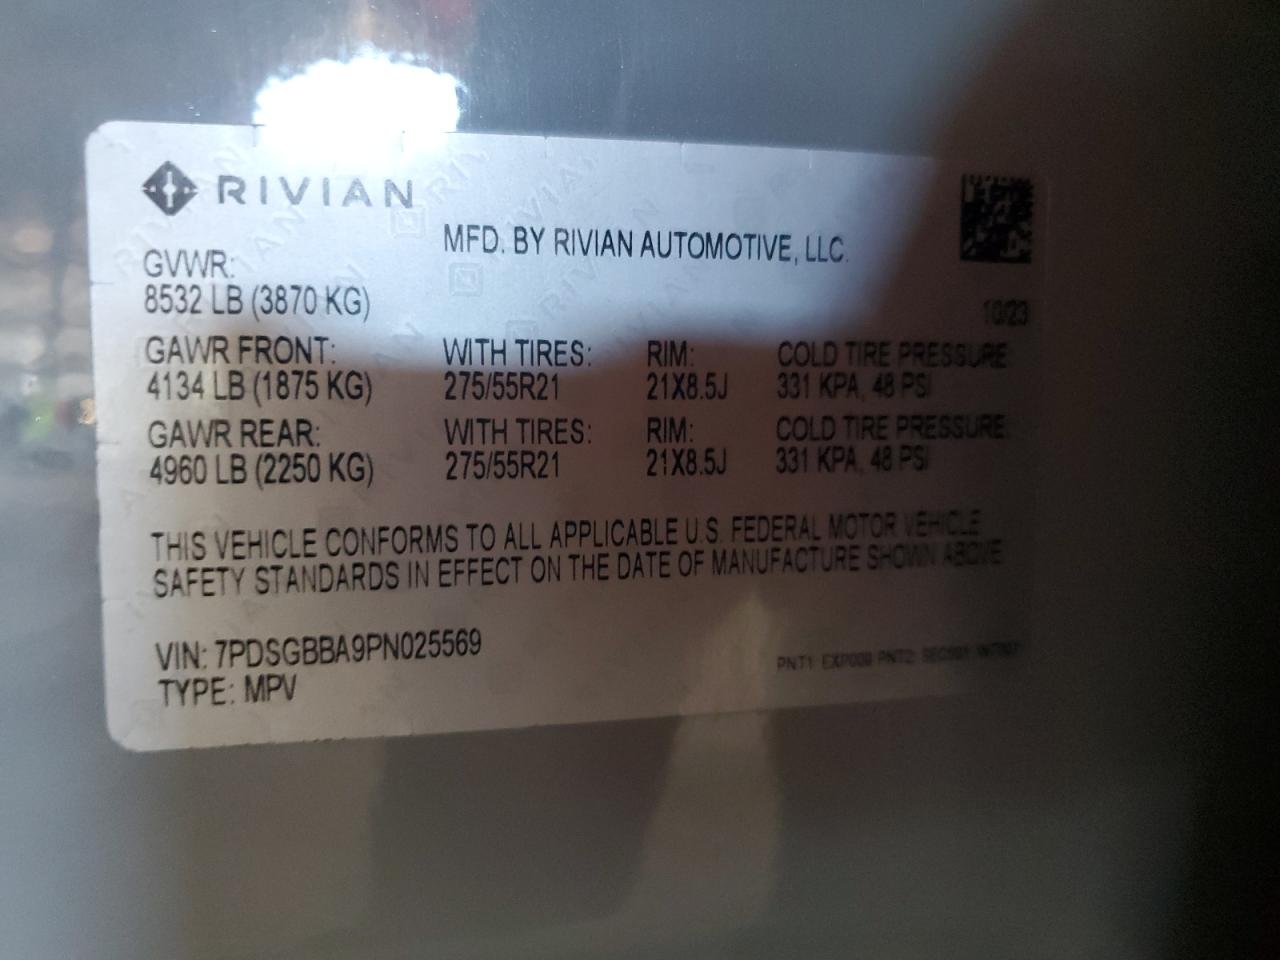 RIVIAN
MFD. BY RIVIAN AUTOMOTIVE, LLC.
GVWR:
8532 LB (3870 KG)
10/23
GAWR FRONT: WITH TIRES: RIM: COLD TIRE PRESSURE:
4134 LB (1875 KG) 275/55R21 21X8.5J 331 KPA, 48 PSI
GAWR REAR: WITH TIRES: RIM: COLD TIRE PRESSURE:
4960 LB (2250 KG) 275/55R21 21X8.5J 331 KPA, 48 PSI
THIS VEHICLE CONFORMS TO ALL APPLICABLE U.S. FEDERAL MOTOR VEHICLE
SAFETY STANDARDS IN EFFECT ON THE DATE OF MANUFACTURE SHOWN ABOVE
VIN: 7PDSGBBA9PN025569
PNT1: PNT2:
TYPE: MPV